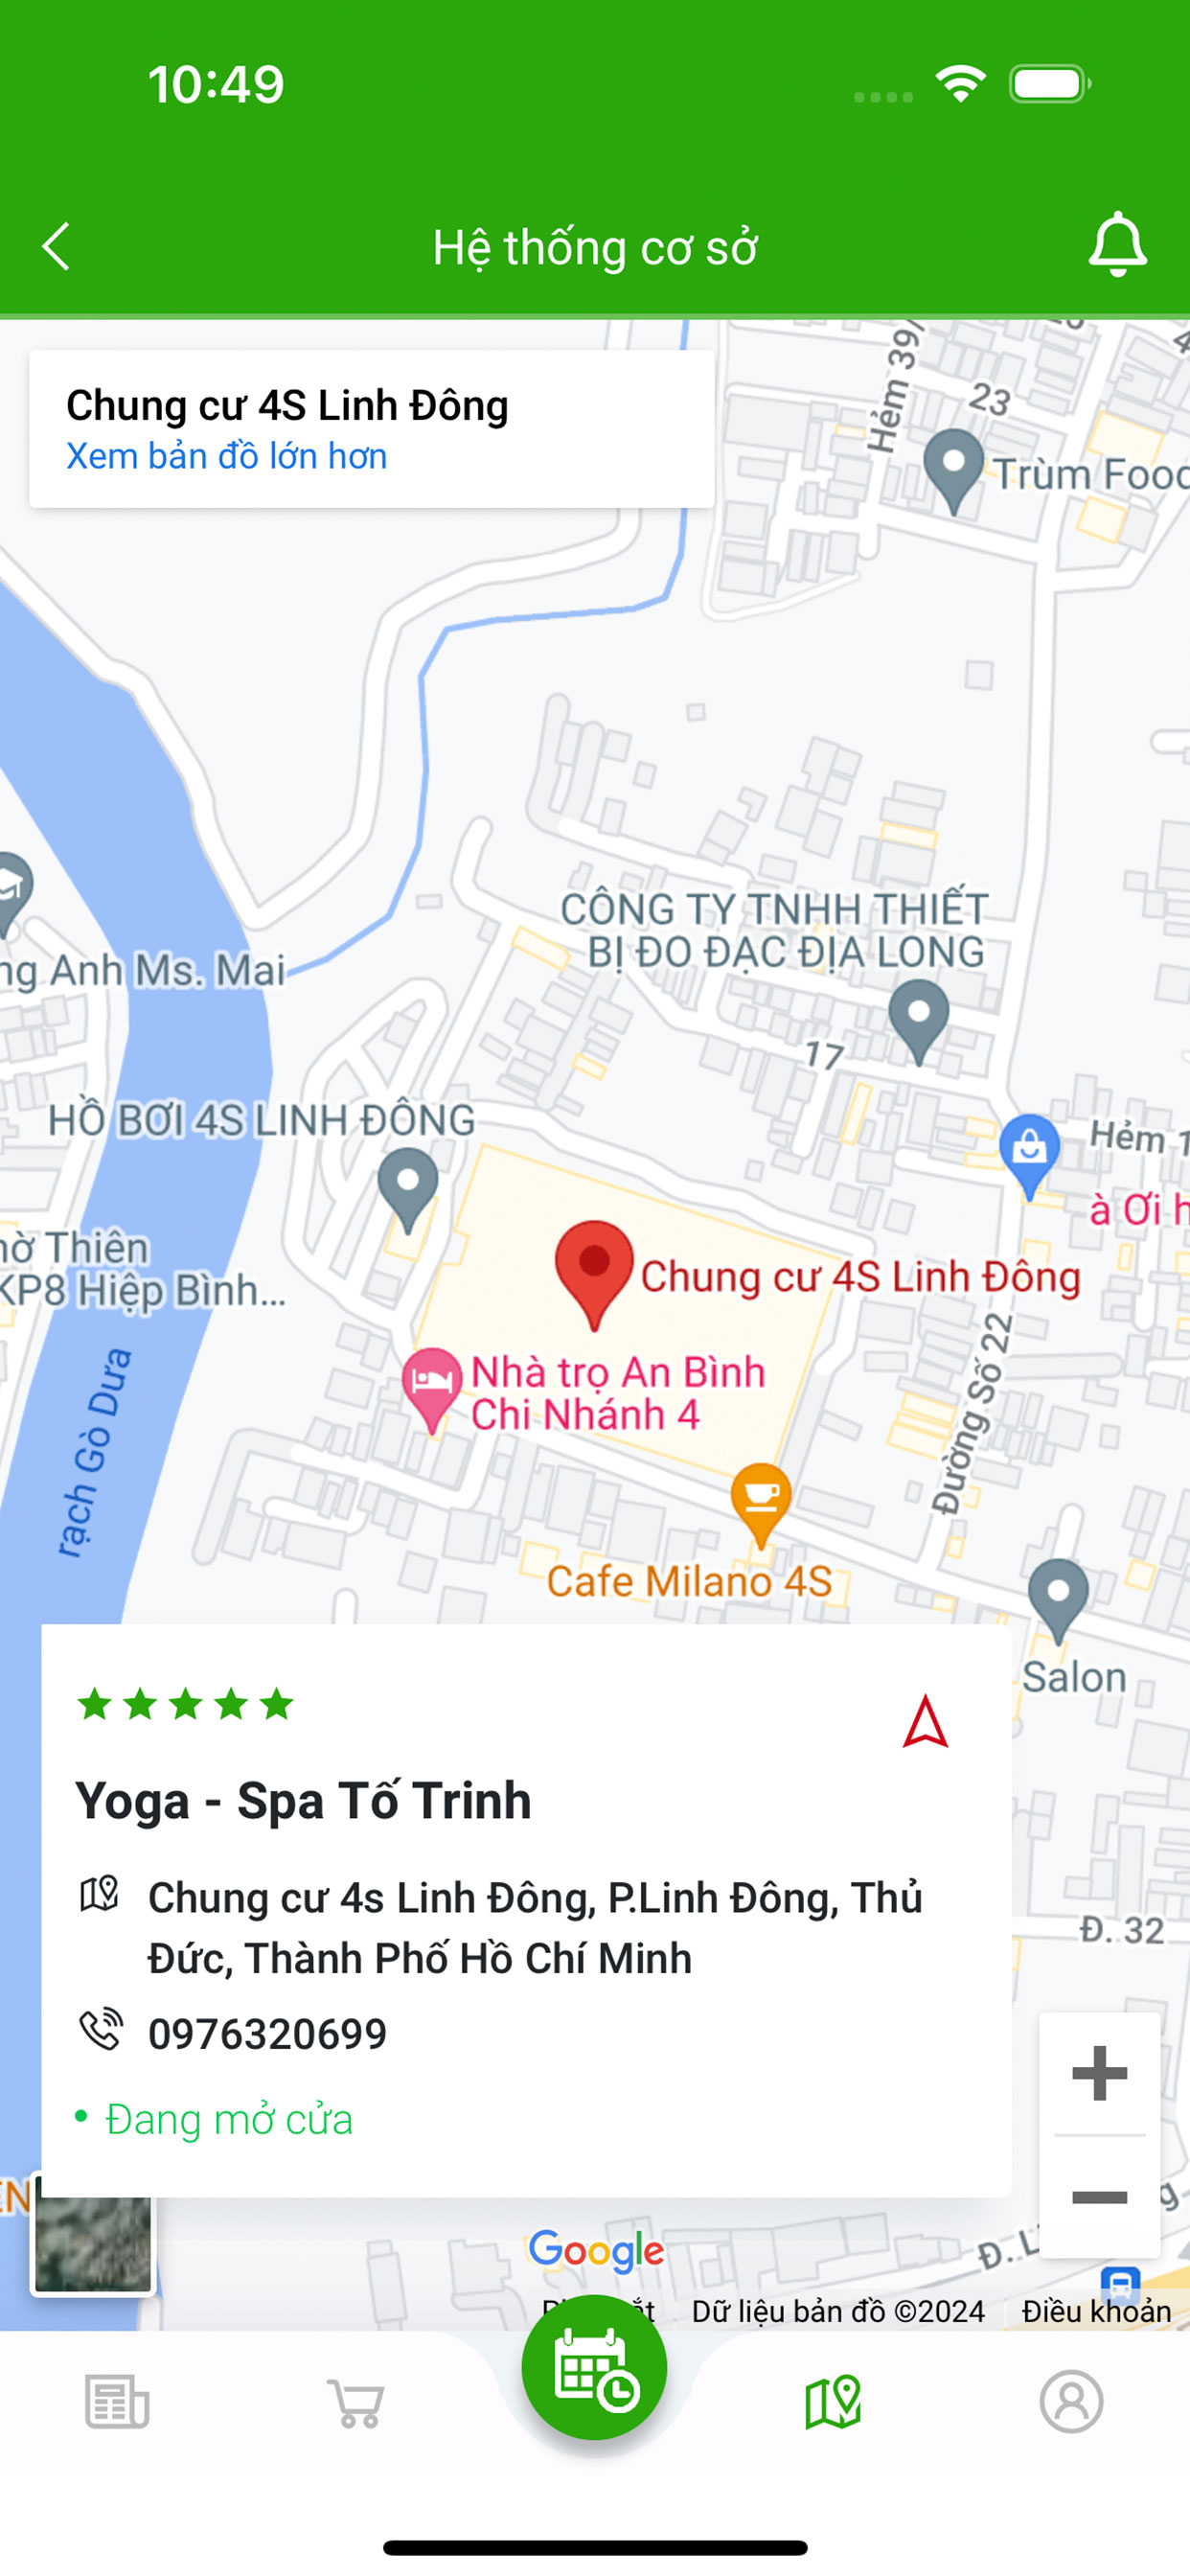 10:49
Hệ thống cơ sở
Chung cư 4S Linh Đông
Xem bản đồ lớn hơn
Hẻm 39/
23
Trùm Food
CÔNG TY TNHH THIẾT
BỊ ĐO ĐẠC ĐỊA LONG
ng Anh Ms. Mai
17
HỒ BƠI 4S LINH ĐÔNG
Hẻm 1
à Ơi h
hờ Thiên
KP8 Hiệp Bình...
Chung cư 4S Linh Đông
Nhà trọ An Bình
Chi Nhánh 4
rạch Gò Dưa
Đường Số 22
Cafe Milano 4S
Salon
Yoga - Spa Tố Trinh
Chung cư 4s Linh Đông, P.Linh Đông, Thủ
Đức, Thành Phố Hồ Chí Minh
Đ. 32
0976320699
Đang mở cửa
EN
Google
Đ. L
Dữ liệu bản đồ ©2024
Điều khoản